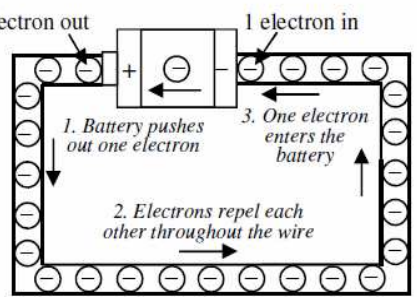 ectron out
1 electron in
1. Battery pushes
out one electron
3. One electron
enters the
battery
2. Electrons repel each
other throughout the wire